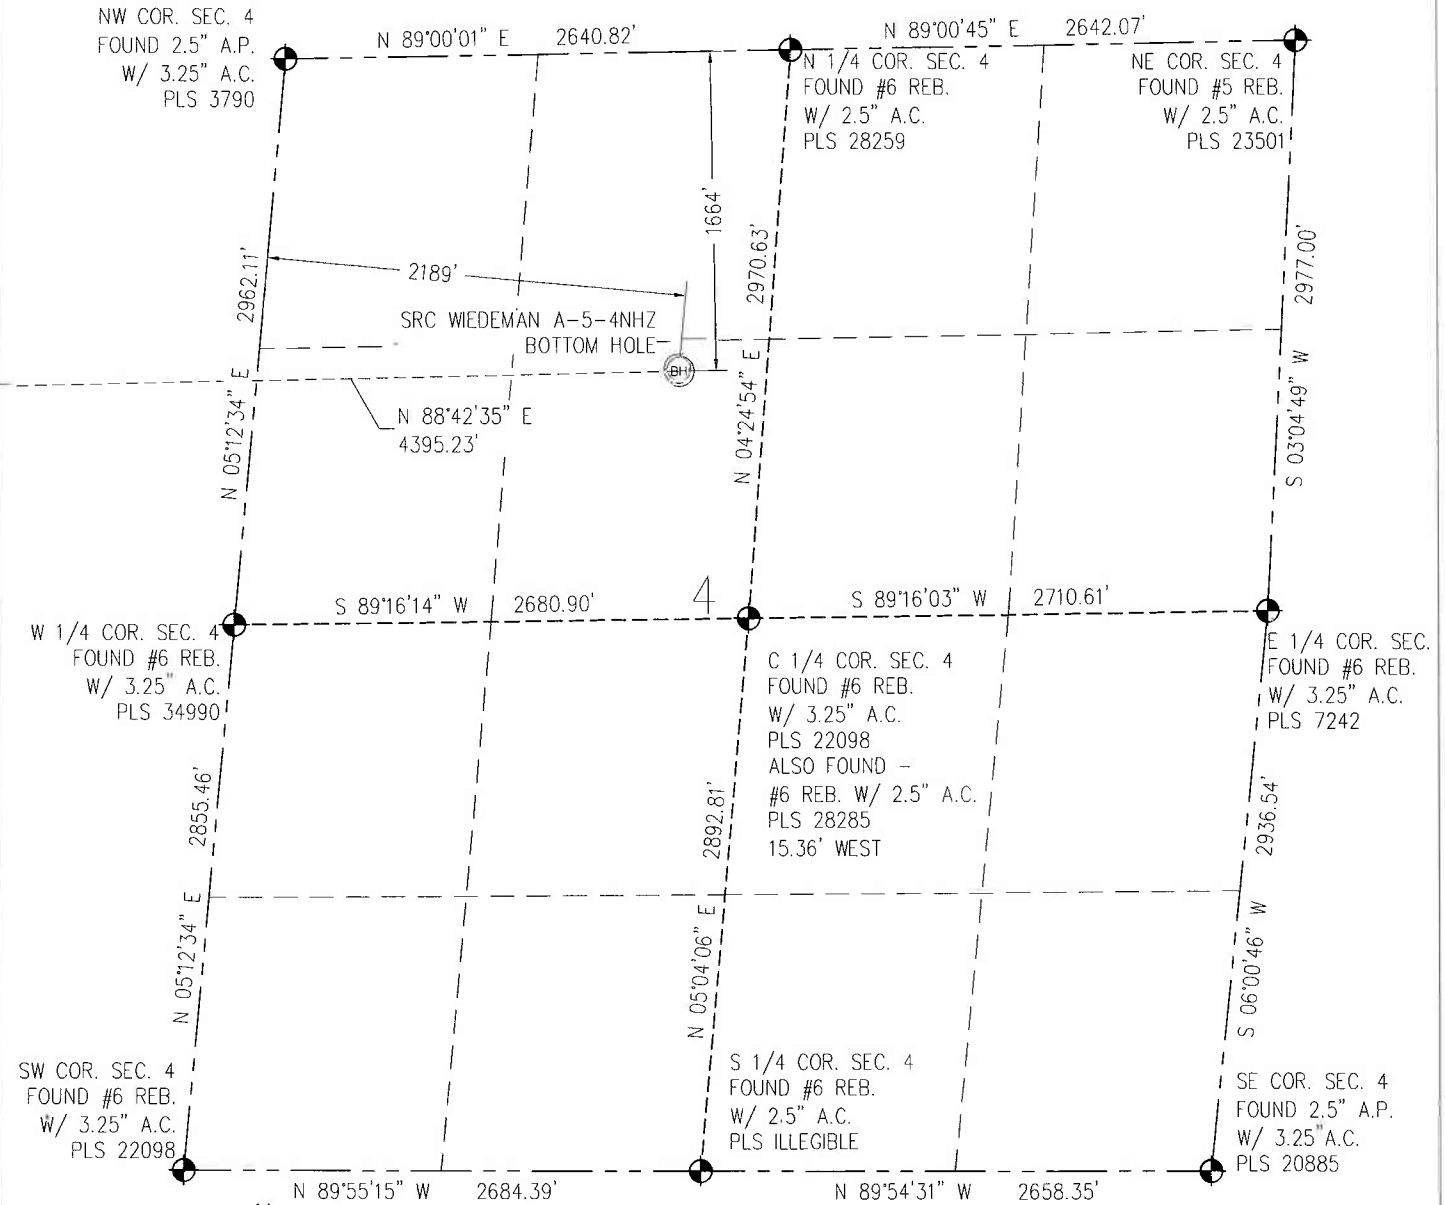 NW COR. SEC. 4
FOUND 2.5" A.P.
W/ 3.25" A.C.
PLS 3790
N 89°00'01" E 2640.82'
N 89°00'45" E 2642.07'
N 1/4 COR. SEC. 4
FOUND #6 REB.
W/ 2.5" A.C.
PLS 28259
NE COR. SEC. 4
FOUND #5 REB.
W/ 2.5" A.C.
PLS 23501
1664'
2189'
2962.11'
2970.63'
2977.00'
SRC WIEDEMAN A-5-4NHZ
BOTTOM HOLE
BH
N 88°42'35" E
4395.23'
N 05°12'34" E
N 04°24'54" E
S 03°04'49" W
S 89°16'14" W 2680.90'
4
S 89°16'03" W 2710.61'
W 1/4 COR. SEC. 4
FOUND #6 REB.
W/ 3.25" A.C.
PLS 34990
C 1/4 COR. SEC. 4
FOUND #6 REB.
W/ 3.25" A.C.
PLS 22098
ALSO FOUND -
#6 REB. W/ 2.5" A.C.
PLS 28285
15.36' WEST
E 1/4 COR. SEC.
FOUND #6 REB.
W/ 3.25" A.C.
PLS 7242
2855.46'
2892.81'
2936.54'
N 05°12'34" E
N 05°04'06" E
S 06°00'46" W
SW COR. SEC. 4
FOUND #6 REB.
W/ 3.25" A.C.
PLS 22098
S 1/4 COR. SEC. 4
FOUND #6 REB.
W/ 2.5" A.C.
PLS ILLEGIBLE
SE COR. SEC. 4
FOUND 2.5" A.P.
W/ 3.25" A.C.
PLS 20885
N 89°55'15" W 2684.39'
N 89°54'31" W 2658.35'